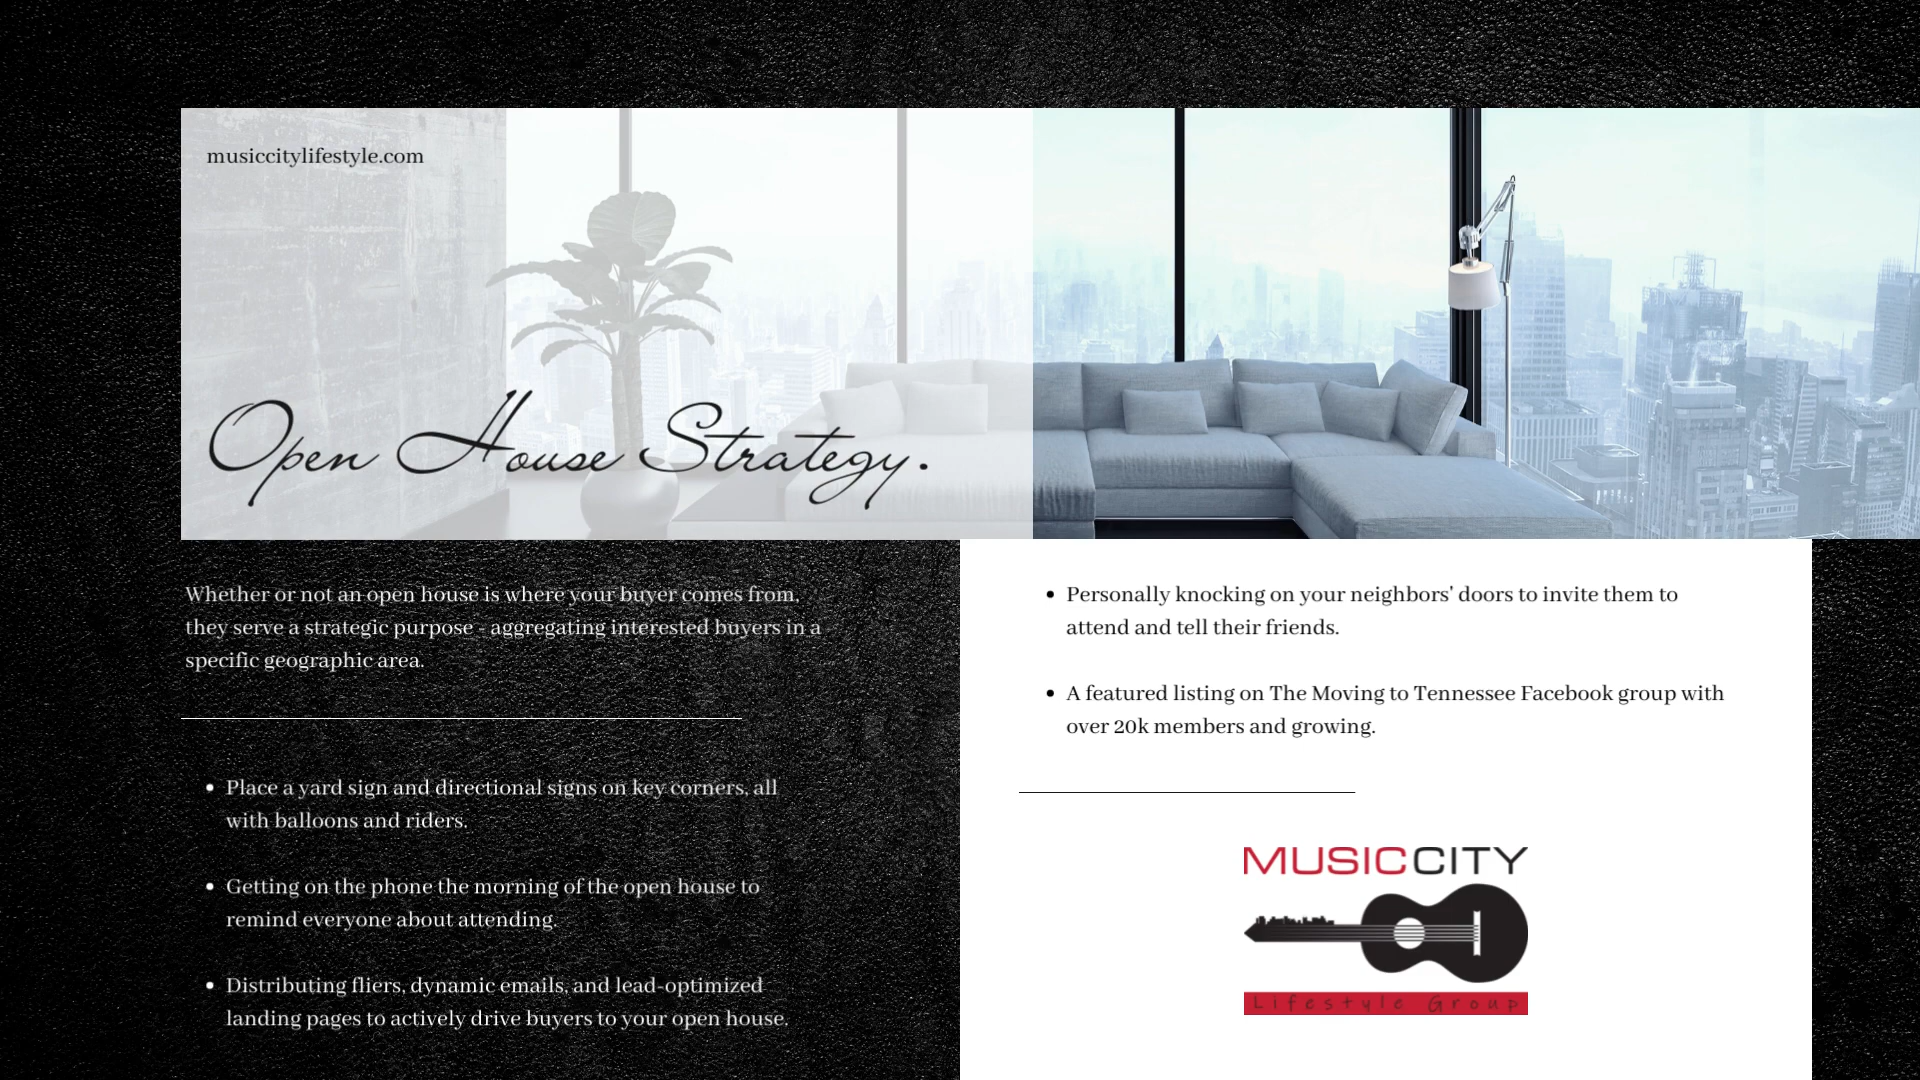 musiccitylifestyle.com
Open House Strategy.
Whether or not an open house is where your buyer comes from,
they serve a strategic purpose - aggregating interested buyers in a
specific geographic area.
• Place a yard sign and directional signs on key corners, all
with balloons and riders.
• Getting on the phone the morning of the open house to
remind everyone about attending.
• Distributing fliers, dynamic emails, and lead-optimized
landing pages to actively drive buyers to your open house.
• Personally knocking on your neighbors' doors to invite them to
attend and tell their friends.
• A featured listing on The Moving to Tennessee Facebook group with
over 20k members and growing.
MUSICCITY
Lifestyle Group